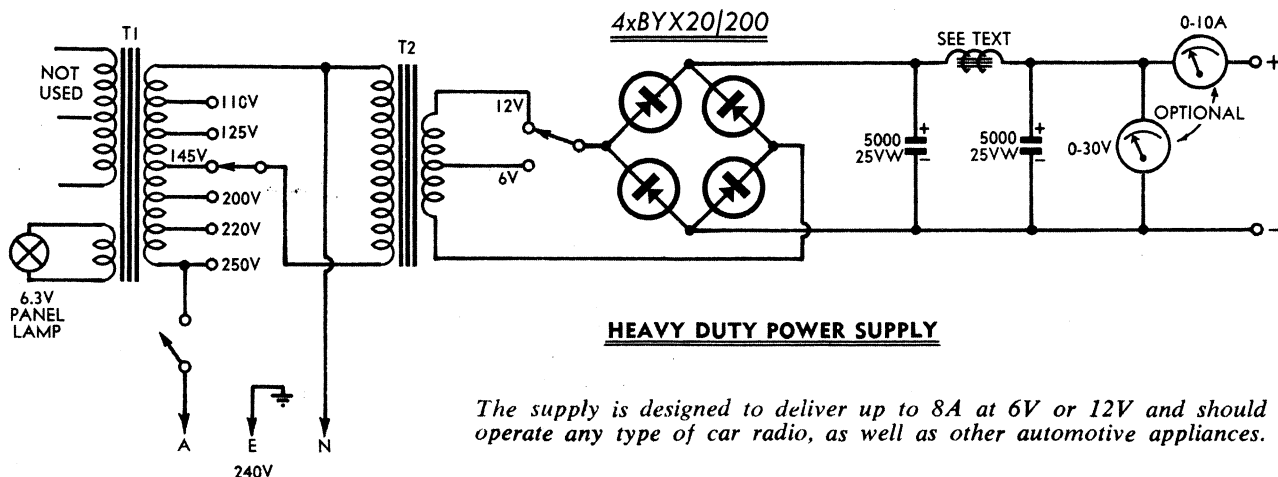 T1
NOT
USED
110V
125V
145V
200V
220V
250V
6.3V
PANEL
LAMP
A
E
N
240V
T2
12V
6V
4xBYX20/200
SEE TEXT
5000
25VW
+
-
5000
25VW
+
-
0-10A
OPTIONAL
0-30V
+
-
HEAVY DUTY POWER SUPPLY
The supply is designed to deliver up to 8A at 6V or 12V and should
operate any type of car radio, as well as other automotive appliances.